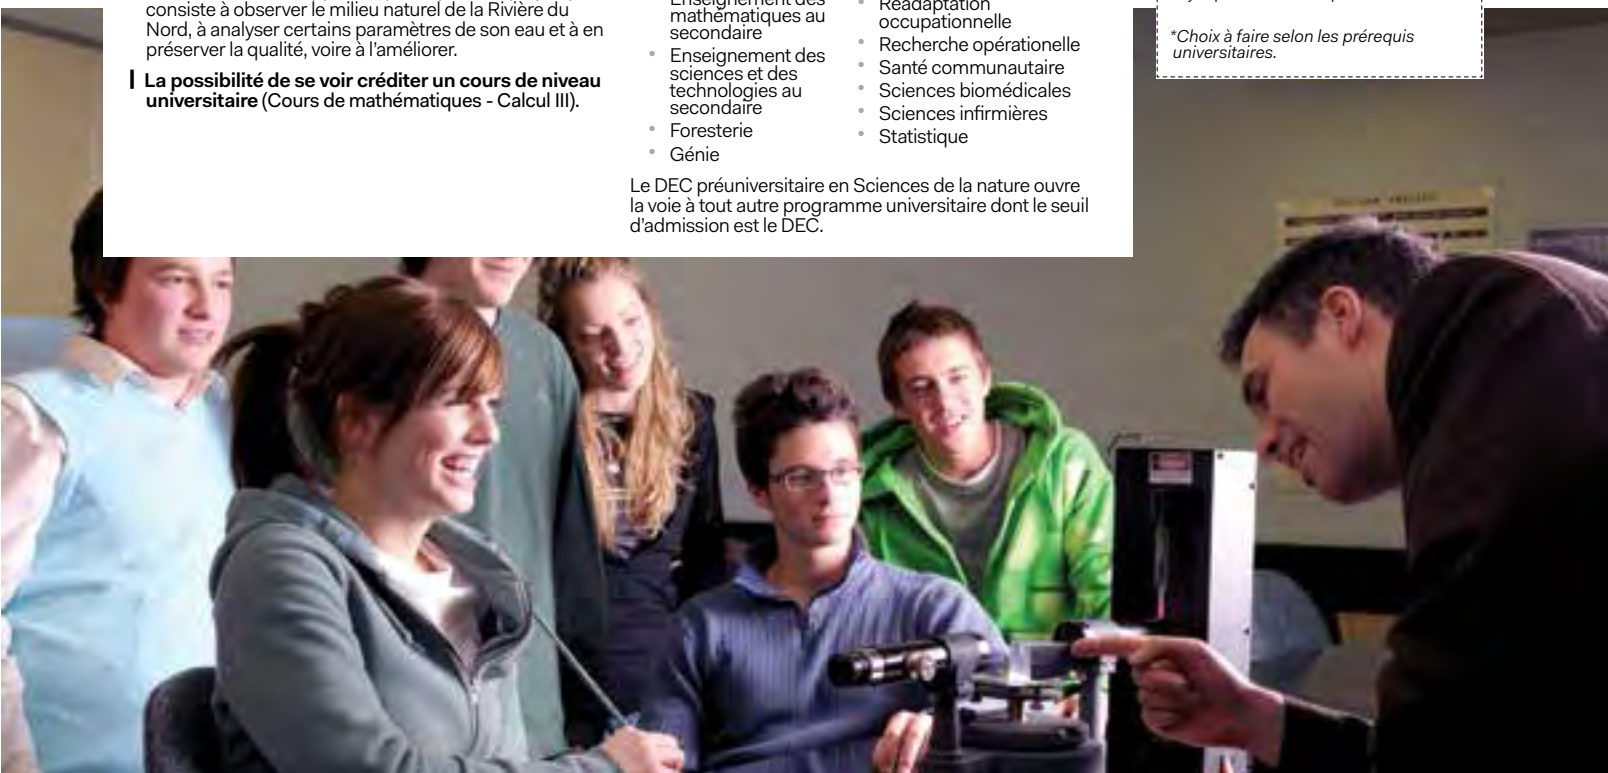 consiste à observer le milieu naturel de la Rivière du
Nord, à analyser certains paramètres de son eau et à en
préserver la qualité, voire à l'améliorer.
La possibilité de se voir créditer un cours de niveau
universitaire (Cours de mathématiques - Calcul III).
Enseignement des
mathématiques au
secondaire
• Enseignement des
sciences et des
technologies au
secondaire
• Foresterie
• Génie
• Réadaptation
occupationnelle
• Recherche opérationelle
• Santé communautaire
• Sciences biomédicales
• Sciences infirmières
• Statistique
Le DEC préuniversitaire en Sciences de la nature ouvre
la voie à tout autre programme universitaire dont le seuil
d'admission est le DEC.
*Choix à faire selon les prérequis
universitaires.